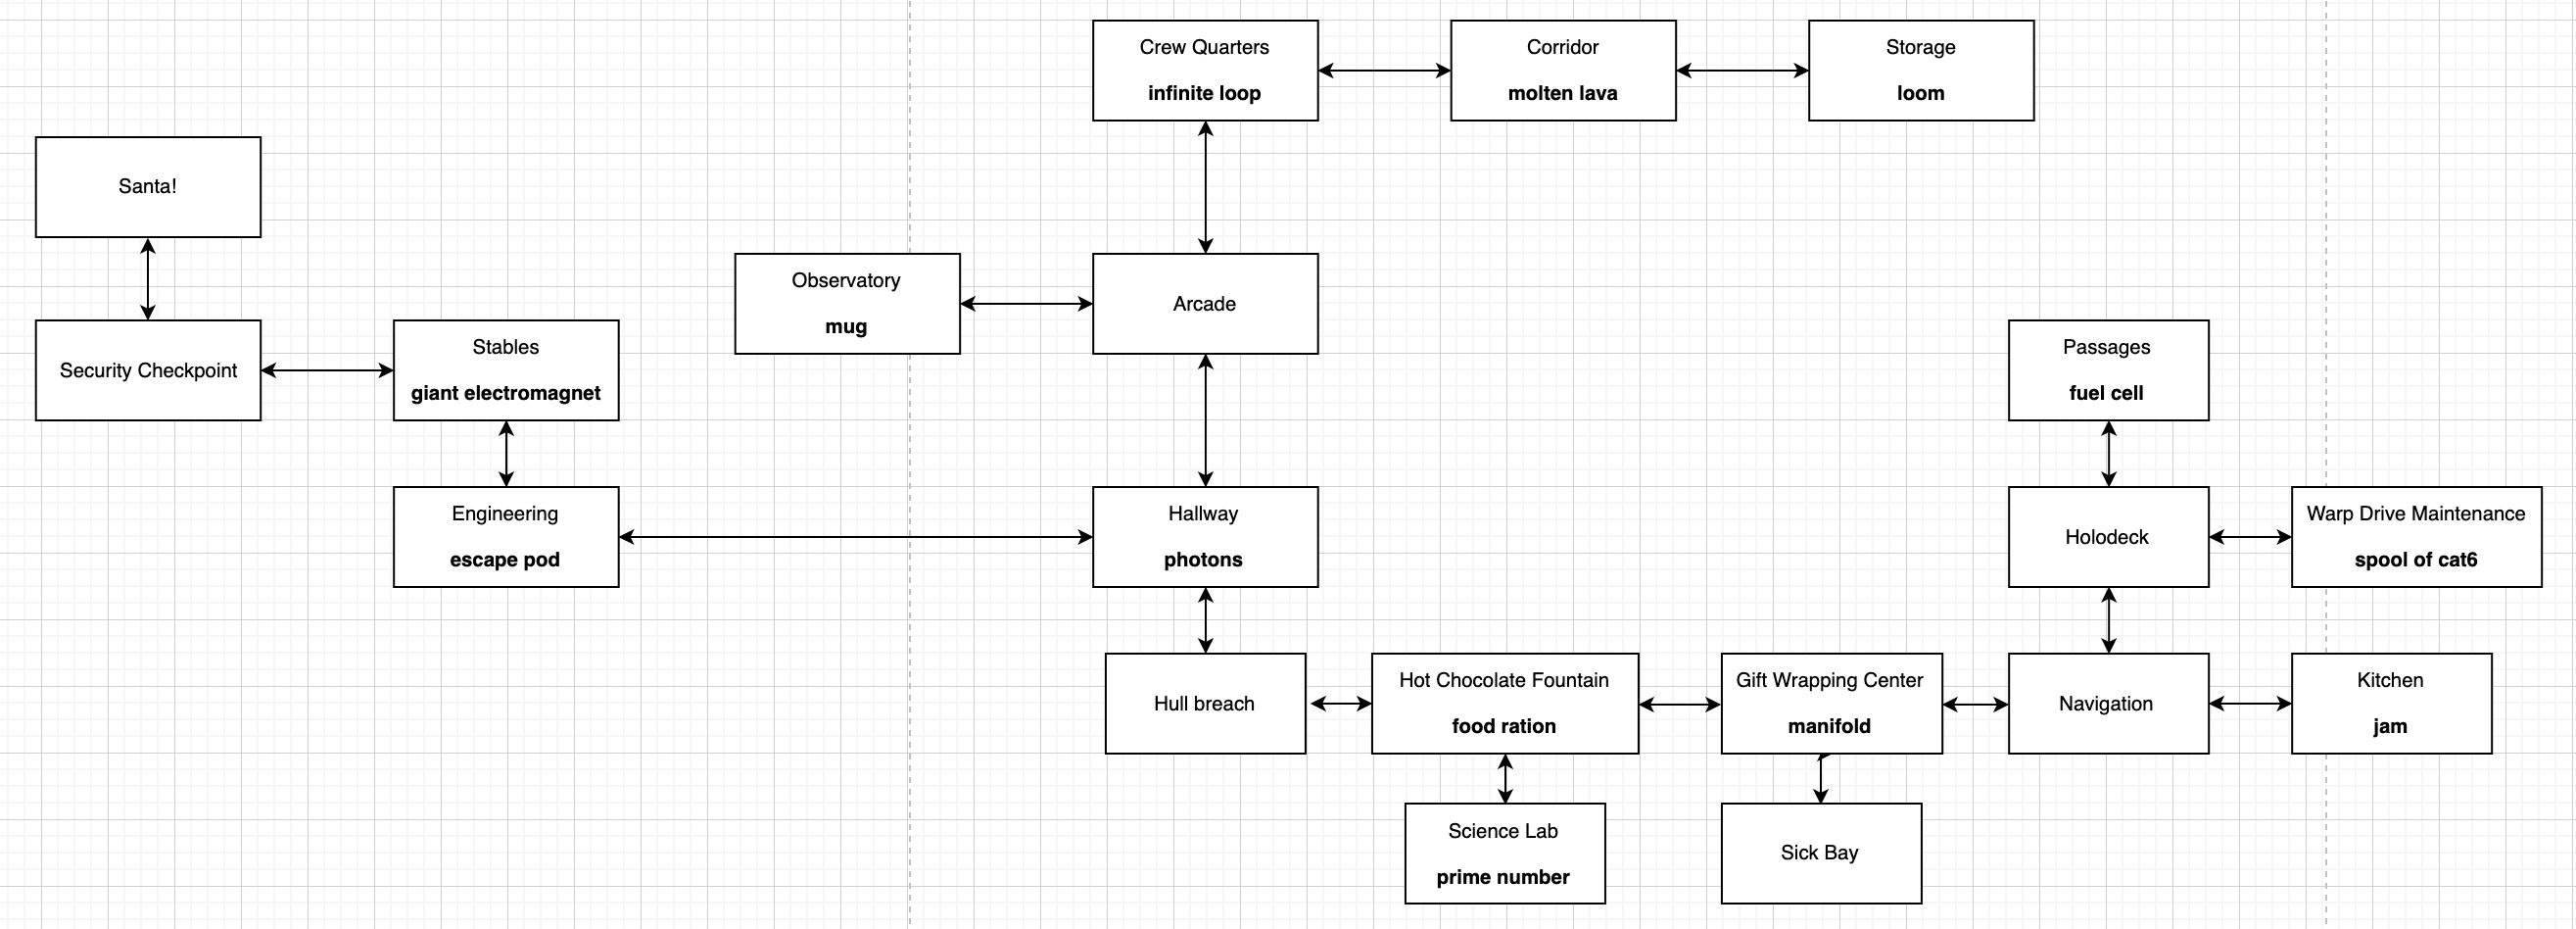 Crew Quarters
infinite loop
Corridor
molten lava
Storage
loom
Santa!
Observatory
mug
Arcade
Security Checkpoint
Stables
giant electromagnet
Passages
fuel cell
Engineering
escape pod
Hallway
photons
Holodeck
Warp Drive Maintenance
spool of cat6
Hull breach
Hot Chocolate Fountain
food ration
Gift Wrapping Center
manifold
Navigation
Kitchen
jam
Science Lab
prime number
Sick Bay